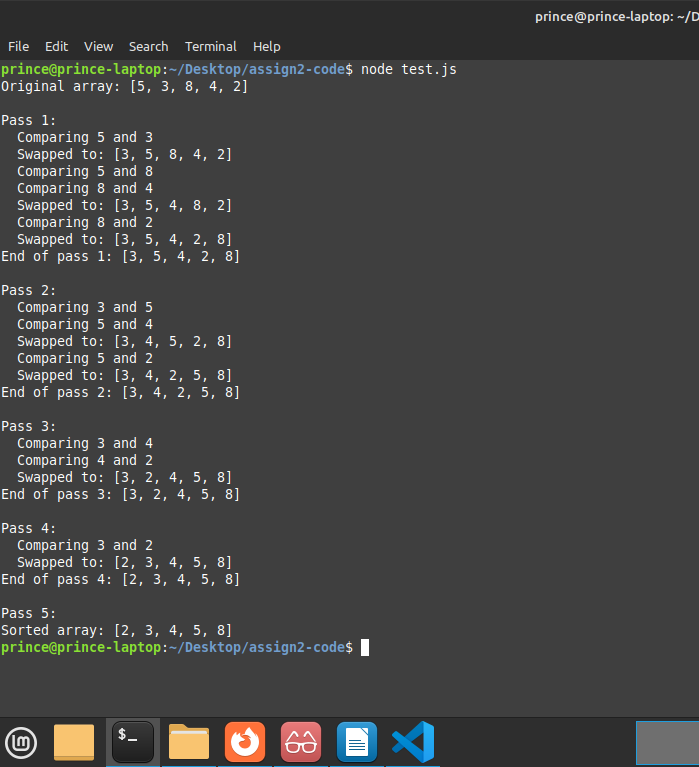 prince@prince-laptop: ~/D
File Edit View Search Terminal Help
prince@prince-laptop:~/Desktop/assign2-code$ node test.js
Original array: [5, 3, 8, 4, 2]

Pass 1:
  Comparing 5 and 3
  Swapped to: [3, 5, 8, 4, 2]
  Comparing 5 and 8
  Comparing 8 and 4
  Swapped to: [3, 5, 4, 8, 2]
  Comparing 8 and 2
  Swapped to: [3, 5, 4, 2, 8]
End of pass 1: [3, 5, 4, 2, 8]

Pass 2:
  Comparing 3 and 5
  Comparing 5 and 4
  Swapped to: [3, 4, 5, 2, 8]
  Comparing 5 and 2
  Swapped to: [3, 4, 2, 5, 8]
End of pass 2: [3, 4, 2, 5, 8]

Pass 3:
  Comparing 3 and 4
  Comparing 4 and 2
  Swapped to: [3, 2, 4, 5, 8]
End of pass 3: [3, 2, 4, 5, 8]

Pass 4:
  Comparing 3 and 2
  Swapped to: [2, 3, 4, 5, 8]
End of pass 4: [2, 3, 4, 5, 8]

Pass 5:
Sorted array: [2, 3, 4, 5, 8]
prince@prince-laptop:~/Desktop/assign2-code$
lm
$_